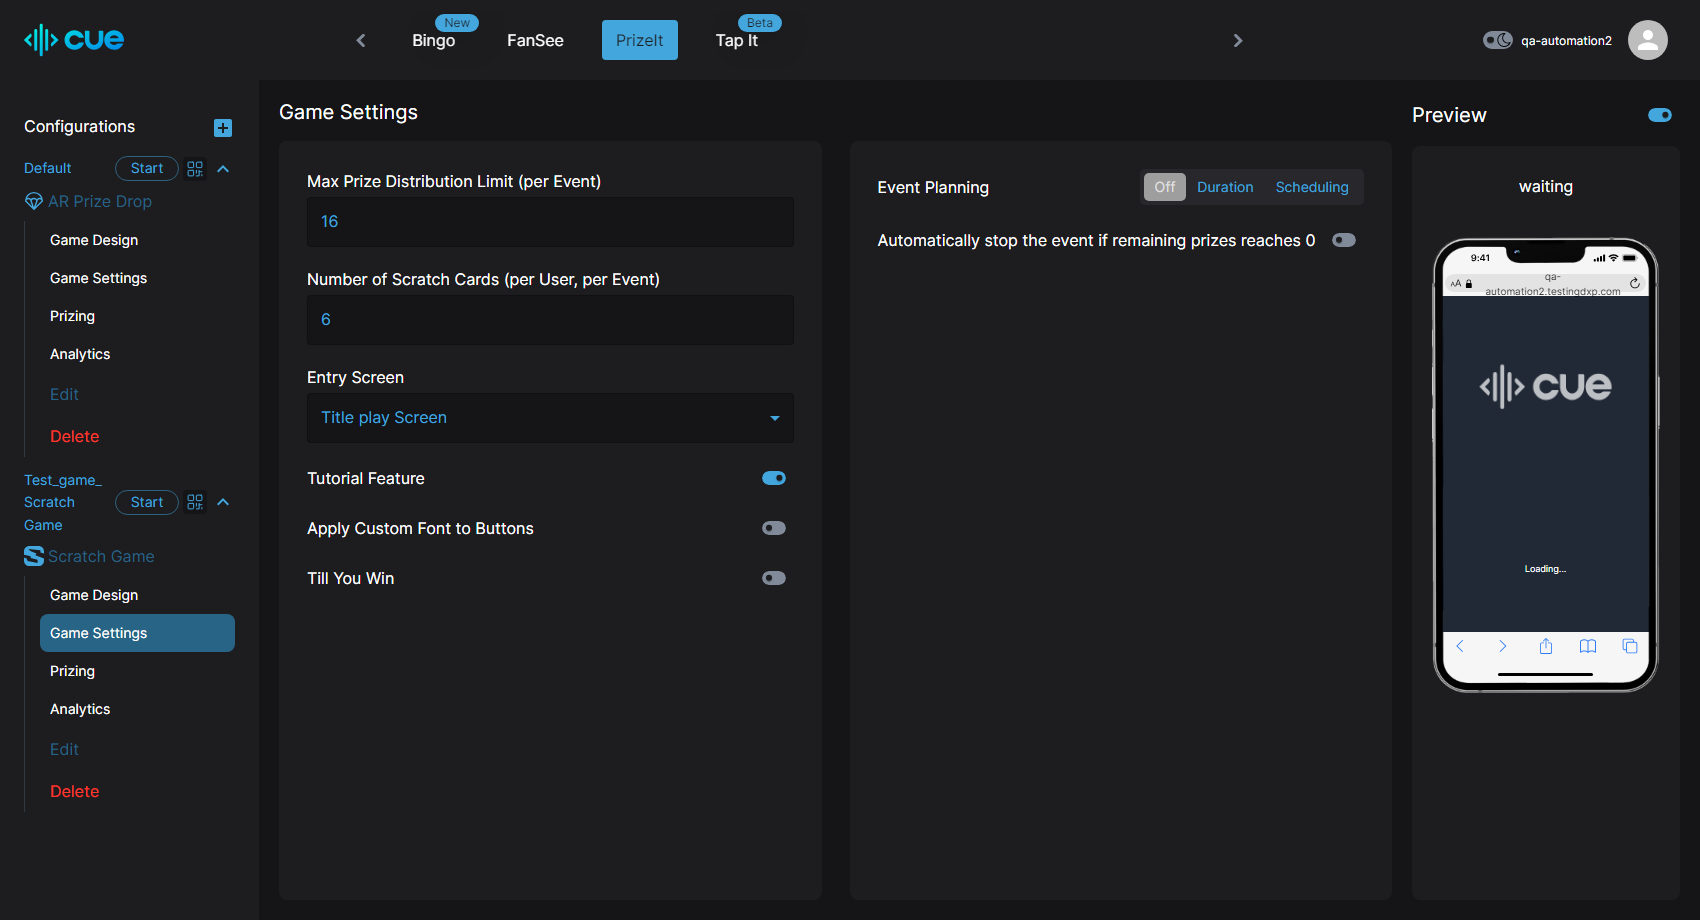 cue
New
Bingo
FanSee
PrizeIt
Beta
Tap It
qa-automation2
Configurations
Default
Start
AR Prize Drop
Game Design
Game Settings
Prizing
Analytics
Edit
Delete
Test_game_
Scratch
Game
Start
Scratch Game
Game Design
Game Settings
Prizing
Analytics
Edit
Delete
Game Settings
Max Prize Distribution Limit (per Event)
16
Number of Scratch Cards (per User, per Event)
6
Entry Screen
Title play Screen
Tutorial Feature
Apply Custom Font to Buttons
Till You Win
Event Planning
Off
Duration
Scheduling
Automatically stop the event if remaining prizes reaches 0
Preview
waiting
9:41
AA
qa-
automation2.testingdxp.com
cue
Loading...